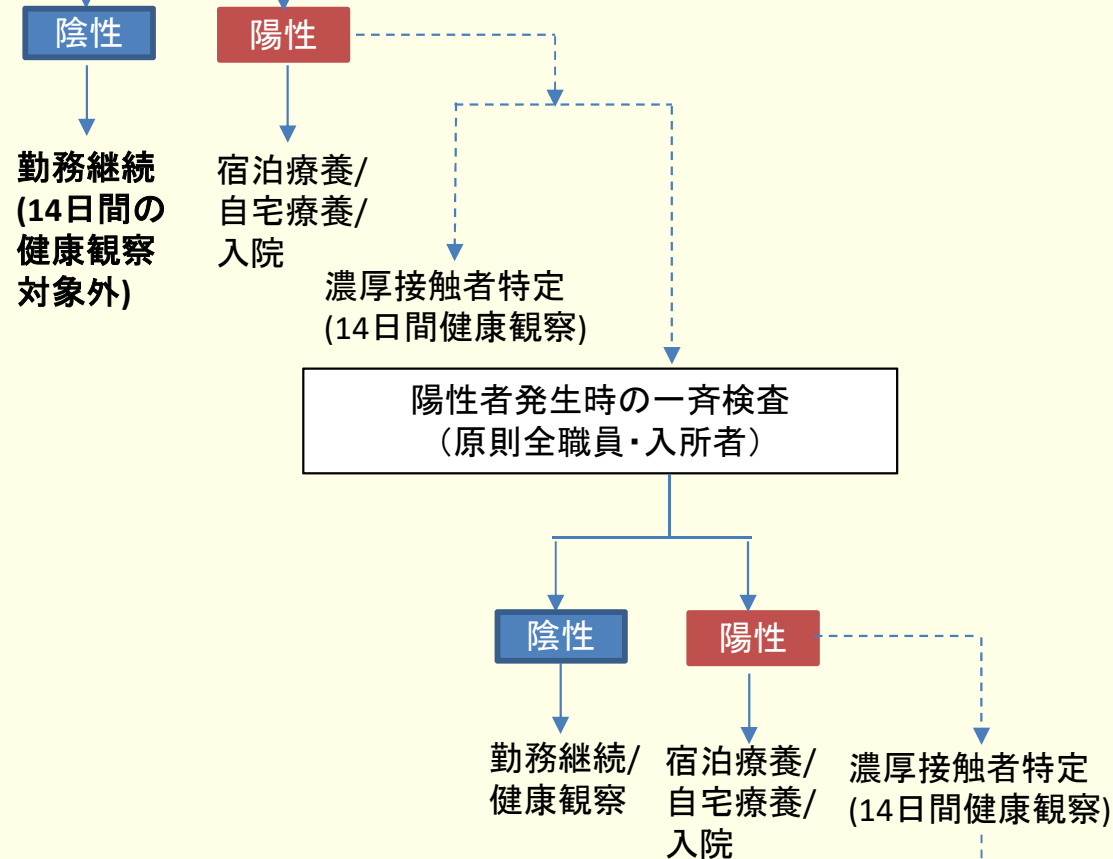 陰性
陽性
勤務継続
(14日間の
健康観察
対象外)
宿泊療養/
自宅療養/
入院
濃厚接触者特定
(14日間健康観察)
陽性者発生時の一斉検査
（原則全職員・入所者）
陰性
陽性
勤務継続/
健康観察
宿泊療養/
自宅療養/
入院
濃厚接触者特定
(14日間健康観察)